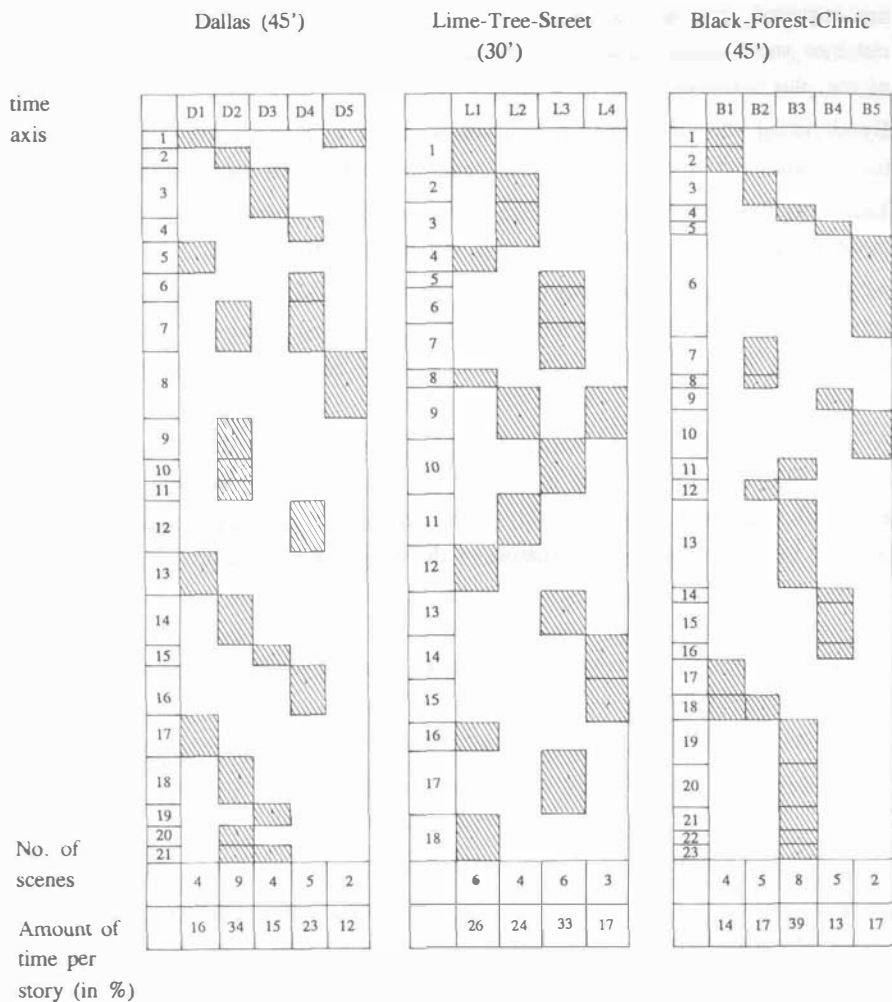 Dallas (45') Lime-Tree-Street Black-Forest-Clinic
(30') (45')
time
axis
D1 D2 D3 D4 D5 L1 L2 L3 L4 B1 B2 B3 B4 B5
1 1 1
2 2 2
3 3 3
4 4 4
5 5 5
6 6 6
7 7 7
8 8 8
9 9 9
10 10 10
11 11 11
12 12 12
13 13 13
14 14 14
15 15 15
16 16 16
17 17 17
18 18 18
19 19
20 20
21 21
22
23
No. of
scenes
4 9 4 5 2 6 4 6 3 4 5 8 5 2
Amount of
time per
story (in %)
16 34 15 23 12 26 24 33 17 14 17 39 13 17